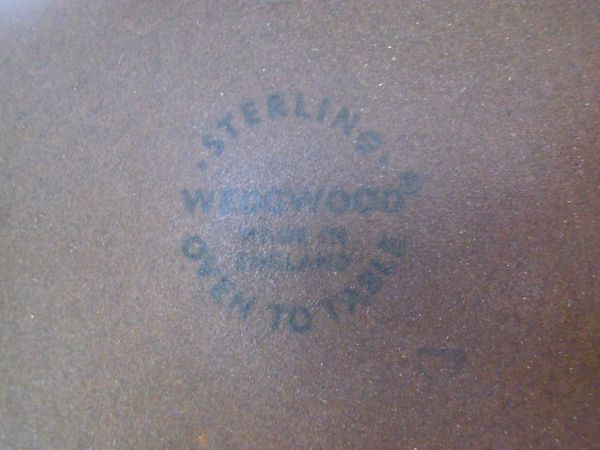 · STERLING ·
WEDGWOOD®
MADE IN
ENGLAND
OVEN TO TABLE